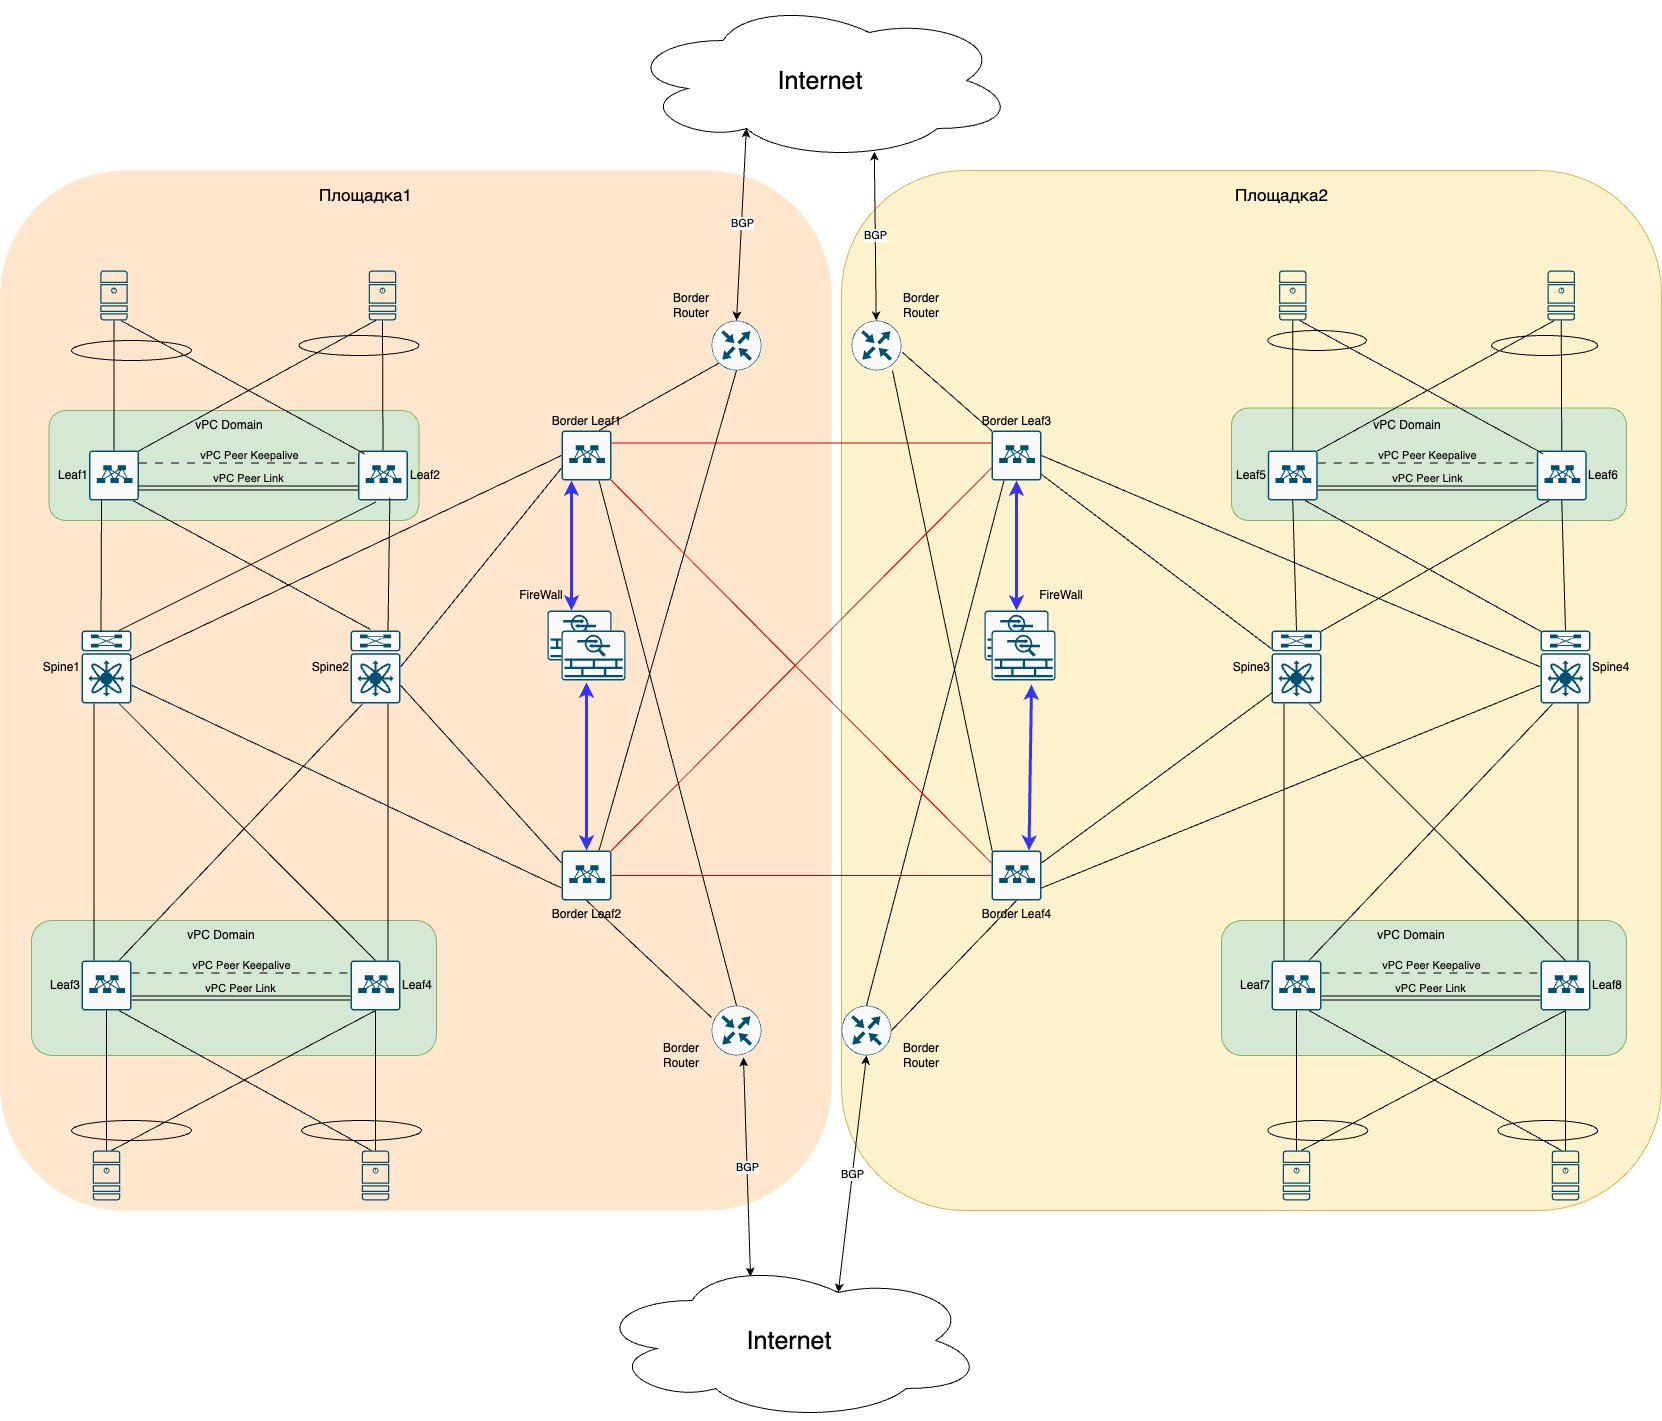 Internet
Площадка1
Площадка2
BGP
BGP
Border
Router
Border
Router
Border Leaf1
Border Leaf3
vPC Domain
vPC Domain
vPC Peer Keepalive
vPC Peer Keepalive
Leaf1
Leaf2
Leaf5
Leaf6
vPC Peer Link
vPC Peer Link
FireWall
FireWall
Spine1
Spine2
Spine3
Spine4
Border Leaf2
Border Leaf4
vPC Domain
vPC Domain
vPC Peer Keepalive
vPC Peer Keepalive
Leaf3
Leaf4
Leaf7
Leaf8
vPC Peer Link
vPC Peer Link
Border
Router
Border
Router
BGP
BGP
Internet